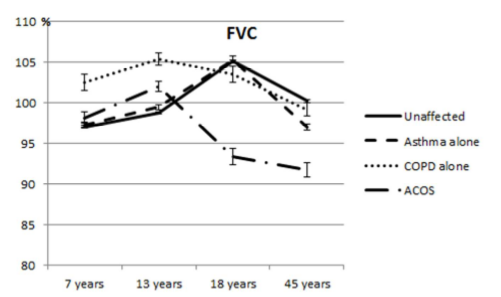 110 %
FVC
105
100
95
90
85
80
7 years 13 years 18 years 45 years
Unaffected
Asthma alone
COPD alone
ACOS